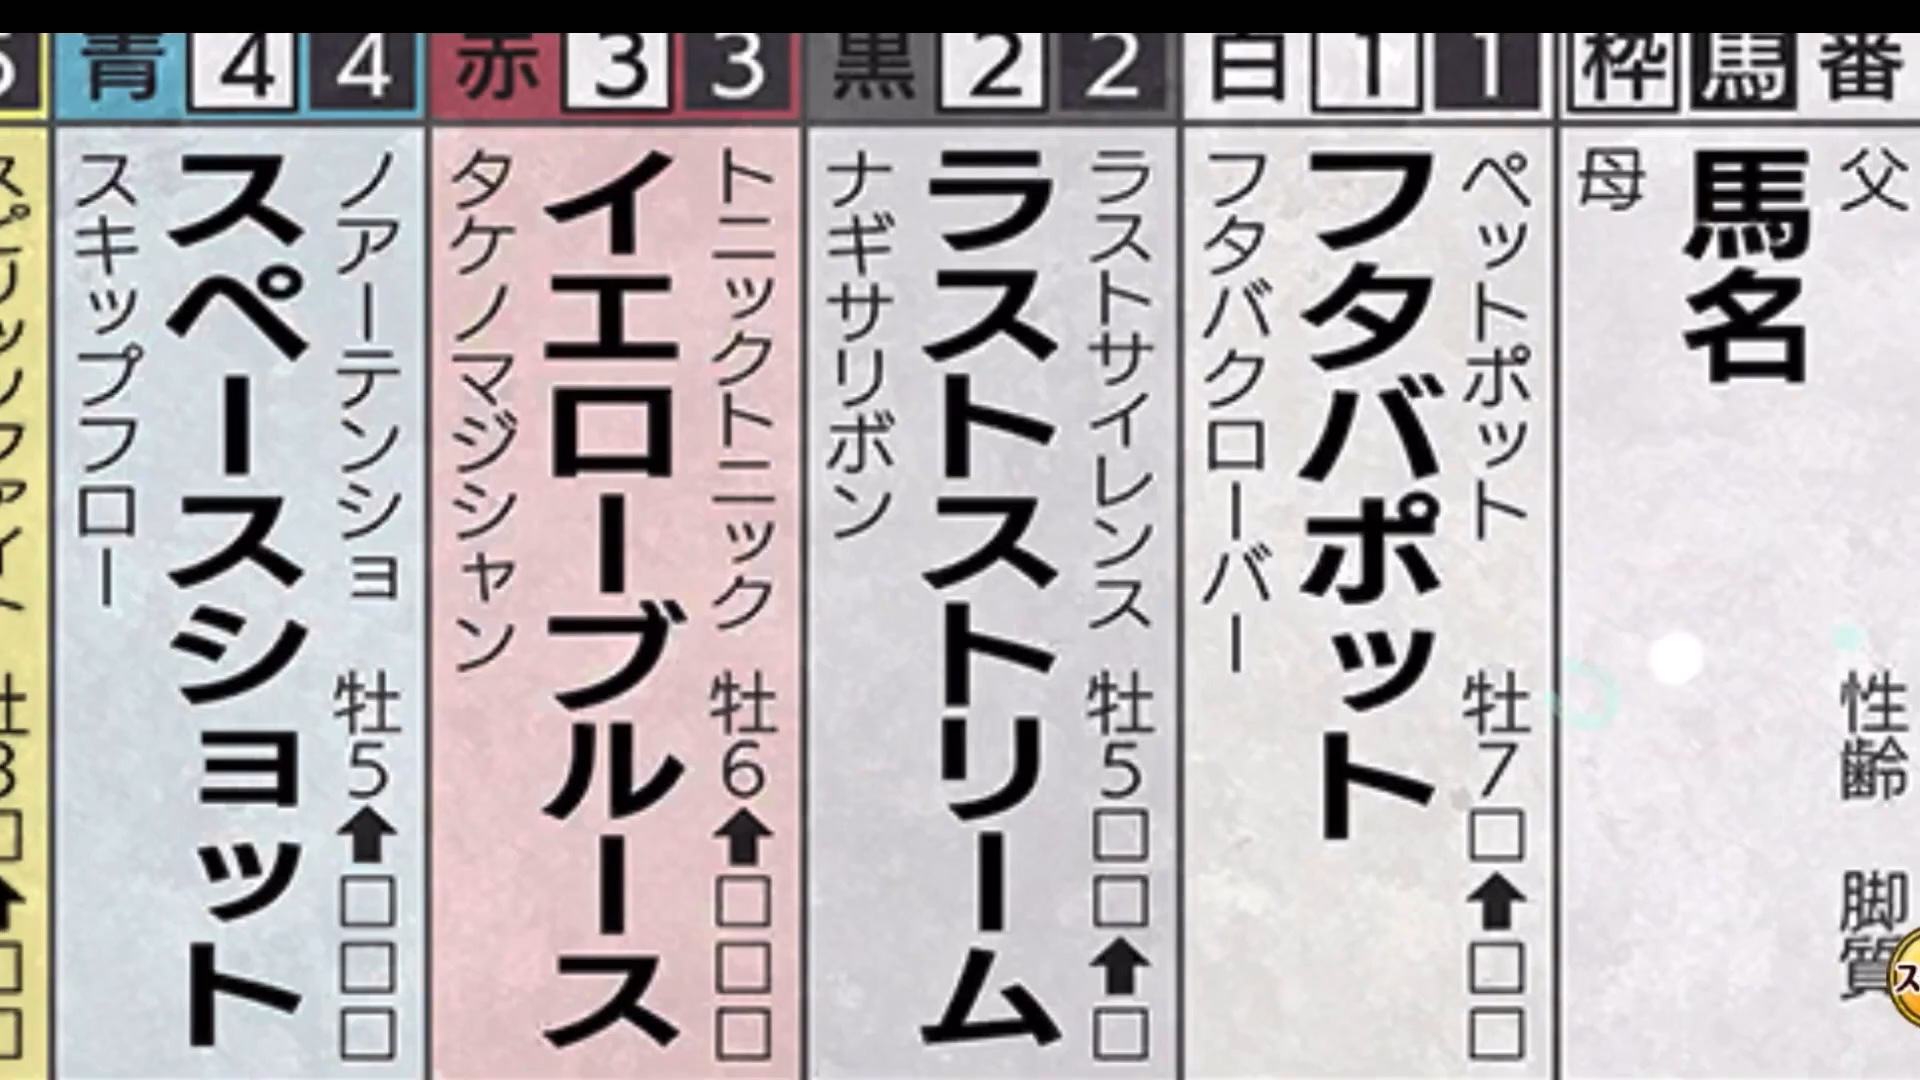 枠馬番
父 性齢 脚質
馬名
母
白11
ペットポット 牡7□⬆□□
フタバポット
フタバクローバー
黒22
ラストサイレンス 牡5□□⬆□
ラストストリーム
ナギサリボン
赤33
トニックトニック 牡6⬆□□□
イエローブルース
タケノマジシャン
青44
ノアーテンショ 牡5⬆□□□
スペースショット
スキップフロー